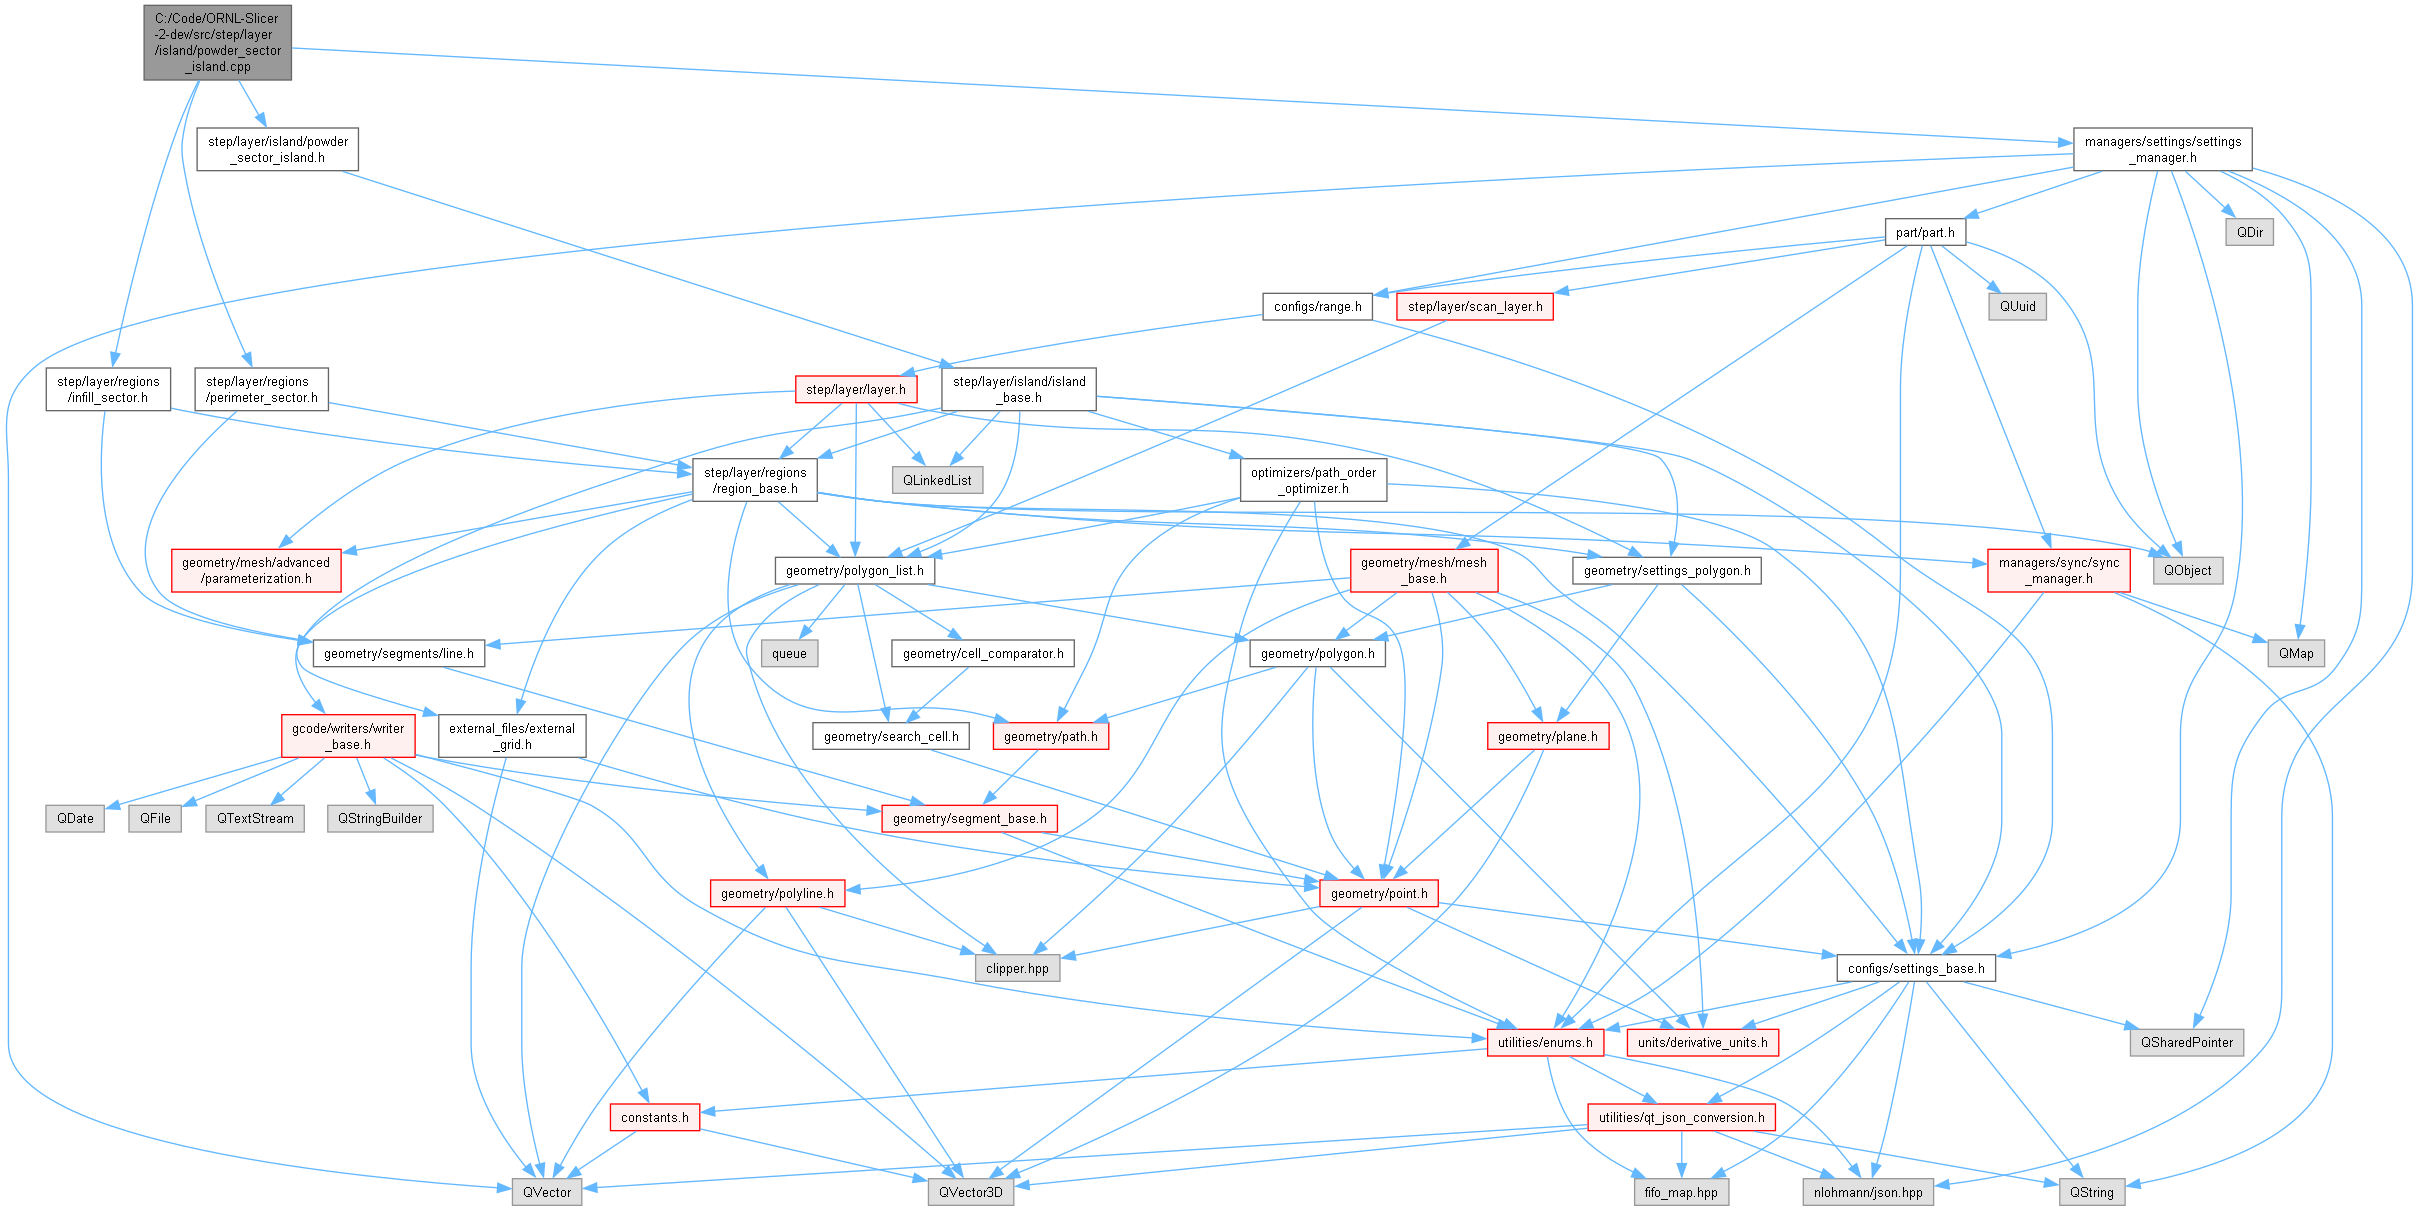 C:/Code/ORNL-Slicer
-2-dev/src/step/layer
/island/powder_sector
_island.cpp
step/layer/island/powder
_sector_island.h
managers/settings/settings
_manager.h
part/part.h
QDir
configs/range.h
step/layer/scan_layer.h
QUuid
step/layer/regions
/infill_sector.h
step/layer/regions
/perimeter_sector.h
step/layer/layer.h
step/layer/island/island
_base.h
step/layer/regions
/region_base.h
QLinkedList
optimizers/path_order
_optimizer.h
geometry/mesh/advanced
/parameterization.h
geometry/polygon_list.h
geometry/mesh/mesh
_base.h
geometry/settings_polygon.h
managers/sync/sync
_manager.h
QObject
geometry/segments/line.h
queue
geometry/cell_comparator.h
geometry/polygon.h
QMap
gcode/writers/writer
_base.h
external_files/external
_grid.h
geometry/search_cell.h
geometry/path.h
geometry/plane.h
QDate
QFile
QTextStream
QStringBuilder
geometry/segment_base.h
geometry/polyline.h
geometry/point.h
clipper.hpp
configs/settings_base.h
utilities/enums.h
units/derivative_units.h
QSharedPointer
constants.h
utilities/qt_json_conversion.h
QVector
QVector3D
fifo_map.hpp
nlohmann/json.hpp
QString